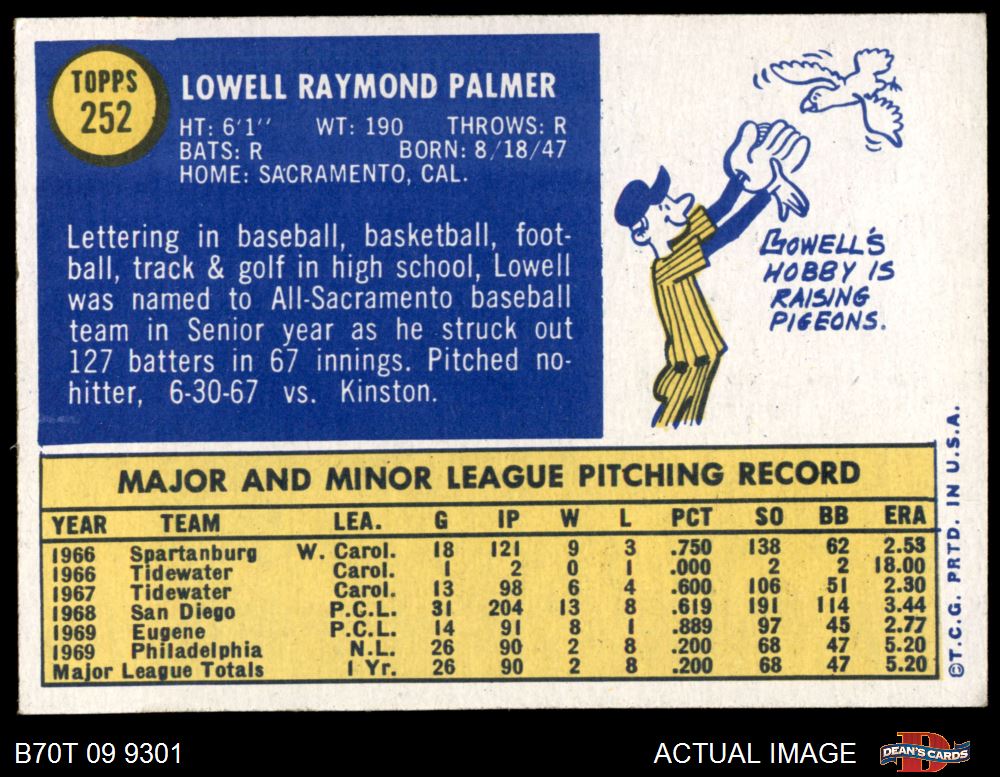 TOPPS
252
LOWELL RAYMOND PALMER
HT: 6'1" WT: 190 THROWS: R
BATS: R BORN: 8/18/47
HOME: SACRAMENTO, CAL.
Lettering in baseball, basketball, foot-
ball, track & golf in high school, Lowell
was named to All-Sacramento baseball
team in Senior year as he struck out
127 batters in 67 innings. Pitched no-
hitter, 6-30-67 vs. Kinston.
LOWELL'S
HOBBY IS
RAISING
PIGEONS.
MAJOR AND MINOR LEAGUE PITCHING RECORD
YEAR TEAM LEA. G IP W L PCT SO BB ERA
1966 Spartanburg W. Carol. 18 121 9 3 .750 138 62 2.53
1966 Tidewater Carol. 1 2 0 1 .000 2 2 18.00
1967 Tidewater Carol. 13 98 6 4 .600 106 51 2.30
1968 San Diego P.C.L. 31 204 13 8 .619 191 114 3.44
1969 Eugene P.C.L. 14 91 8 1 .889 97 45 2.77
1969 Philadelphia N.L. 26 90 2 8 .200 68 47 5.20
Major League Totals 1 Yr. 26 90 2 8 .200 68 47 5.20
©T.C.G. PRTD. IN U.S.A.
B70T 09 9301
ACTUAL IMAGE
D
DEAN'S CARDS